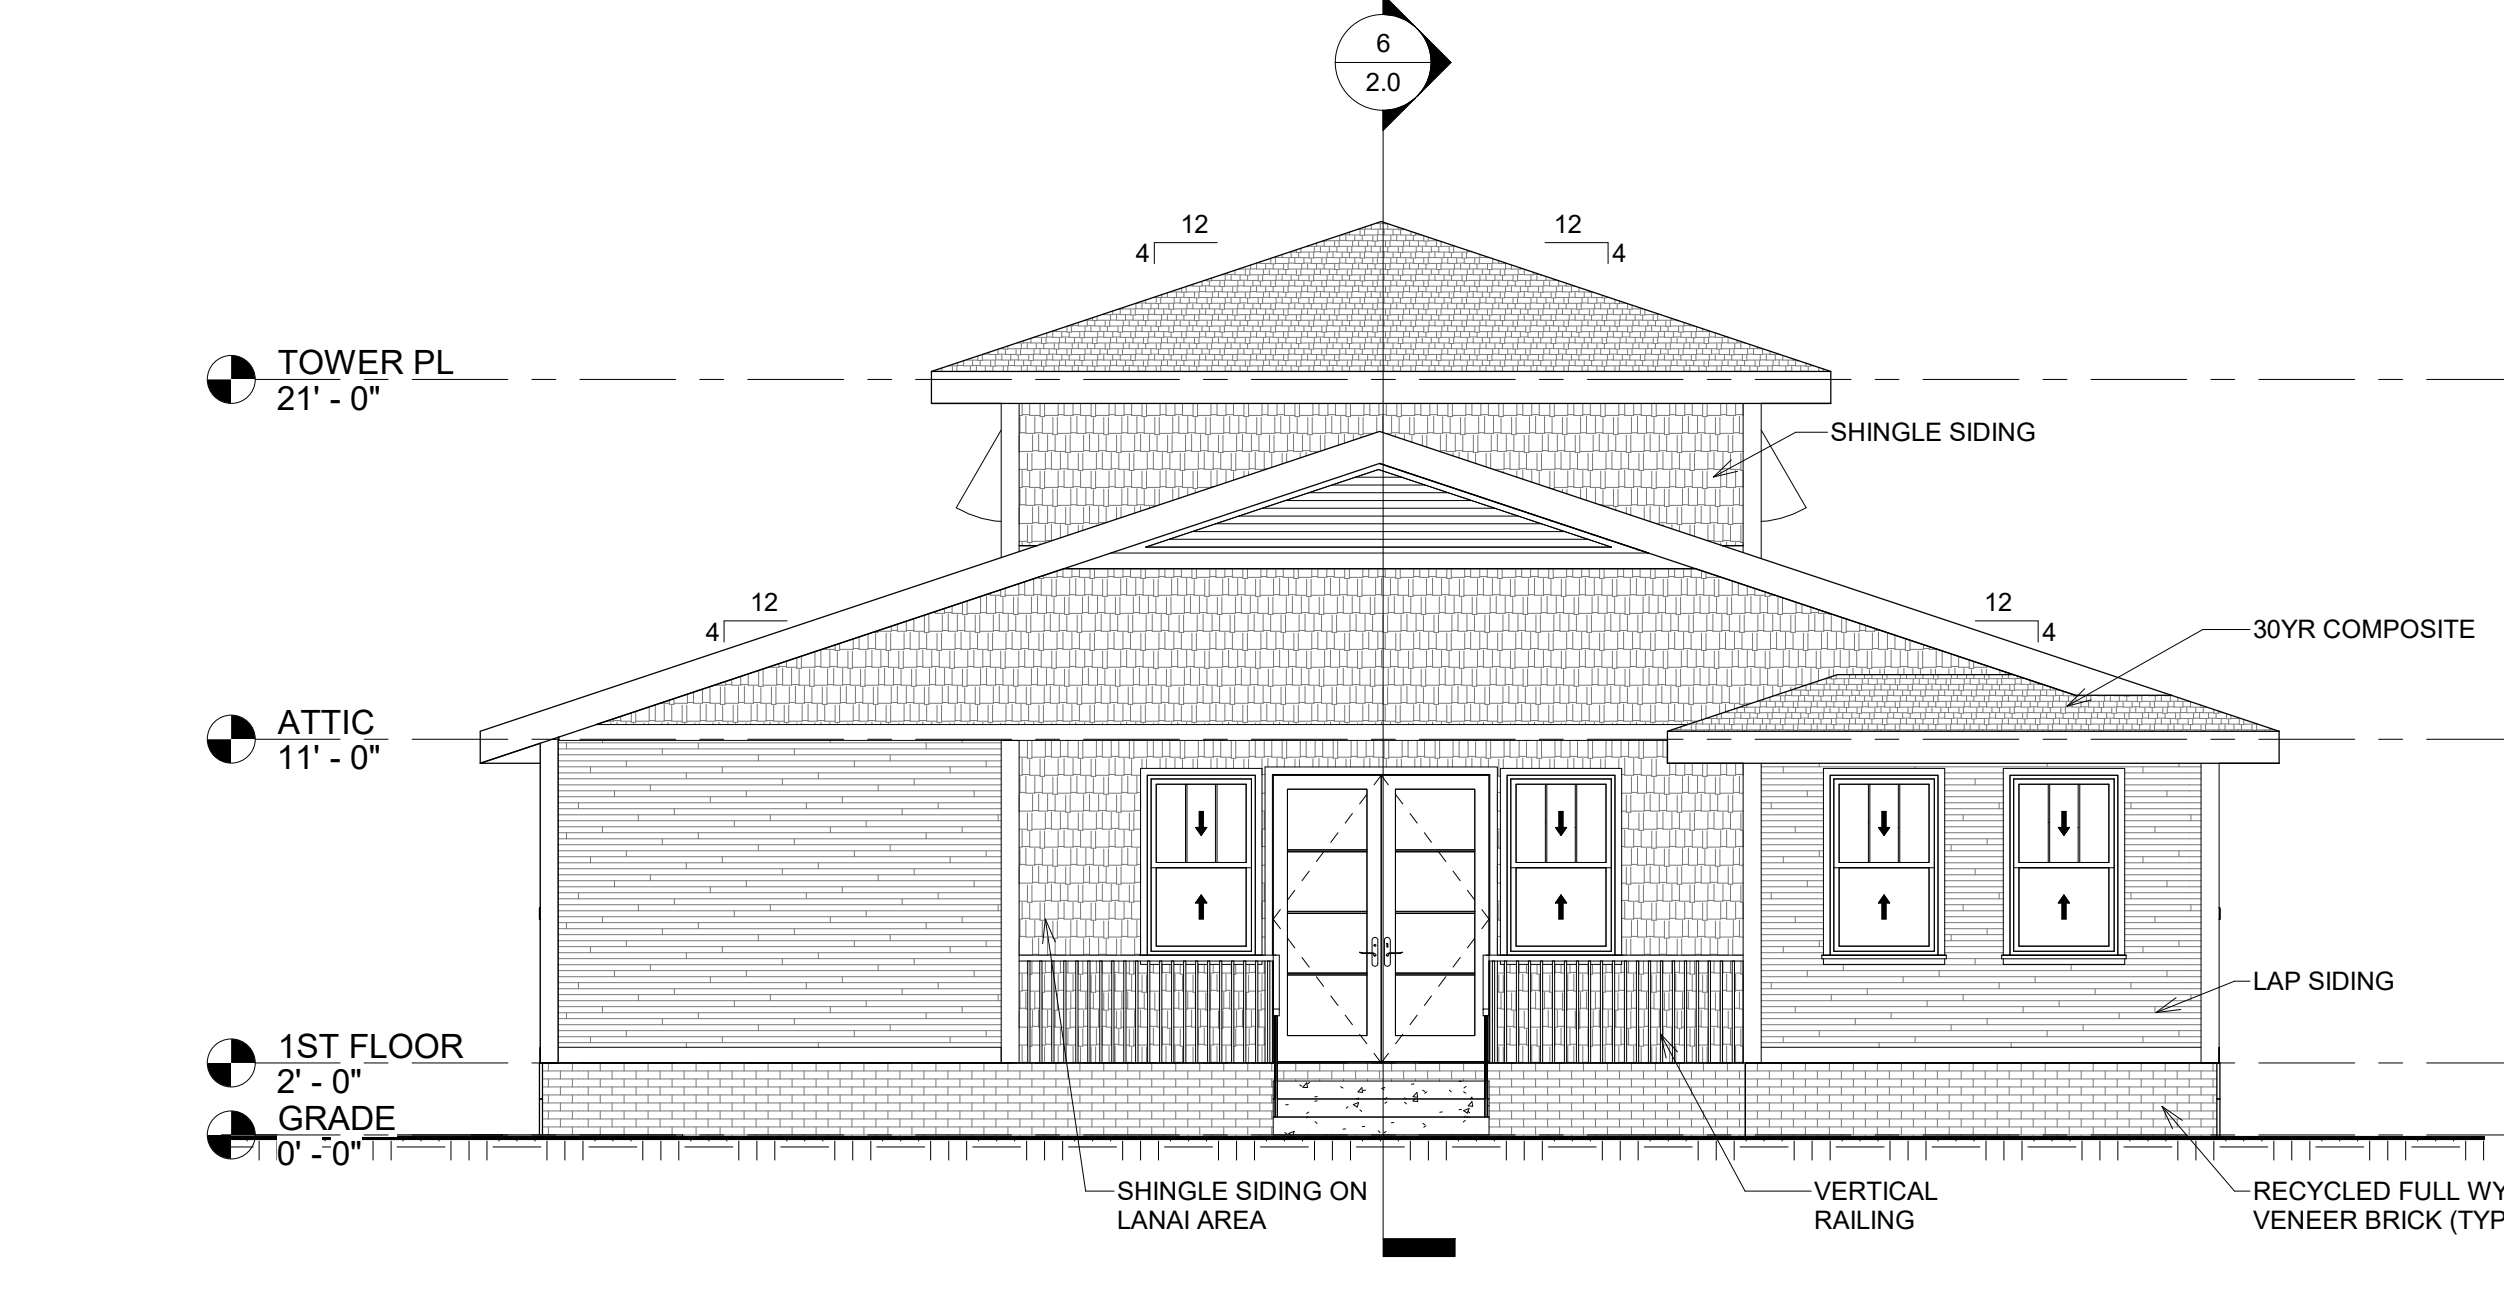 6
2.0
12
4
12
4
TOWER PL
21' - 0"
SHINGLE SIDING
12
4
12
4
30YR COMPOSITE
ATTIC
11' - 0"
LAP SIDING
1ST FLOOR
2' - 0"
GRADE
0' - 0"
SHINGLE SIDING ON
LANAI AREA
VERTICAL
RAILING
RECYCLED FULL WY
VENEER BRICK (TYP